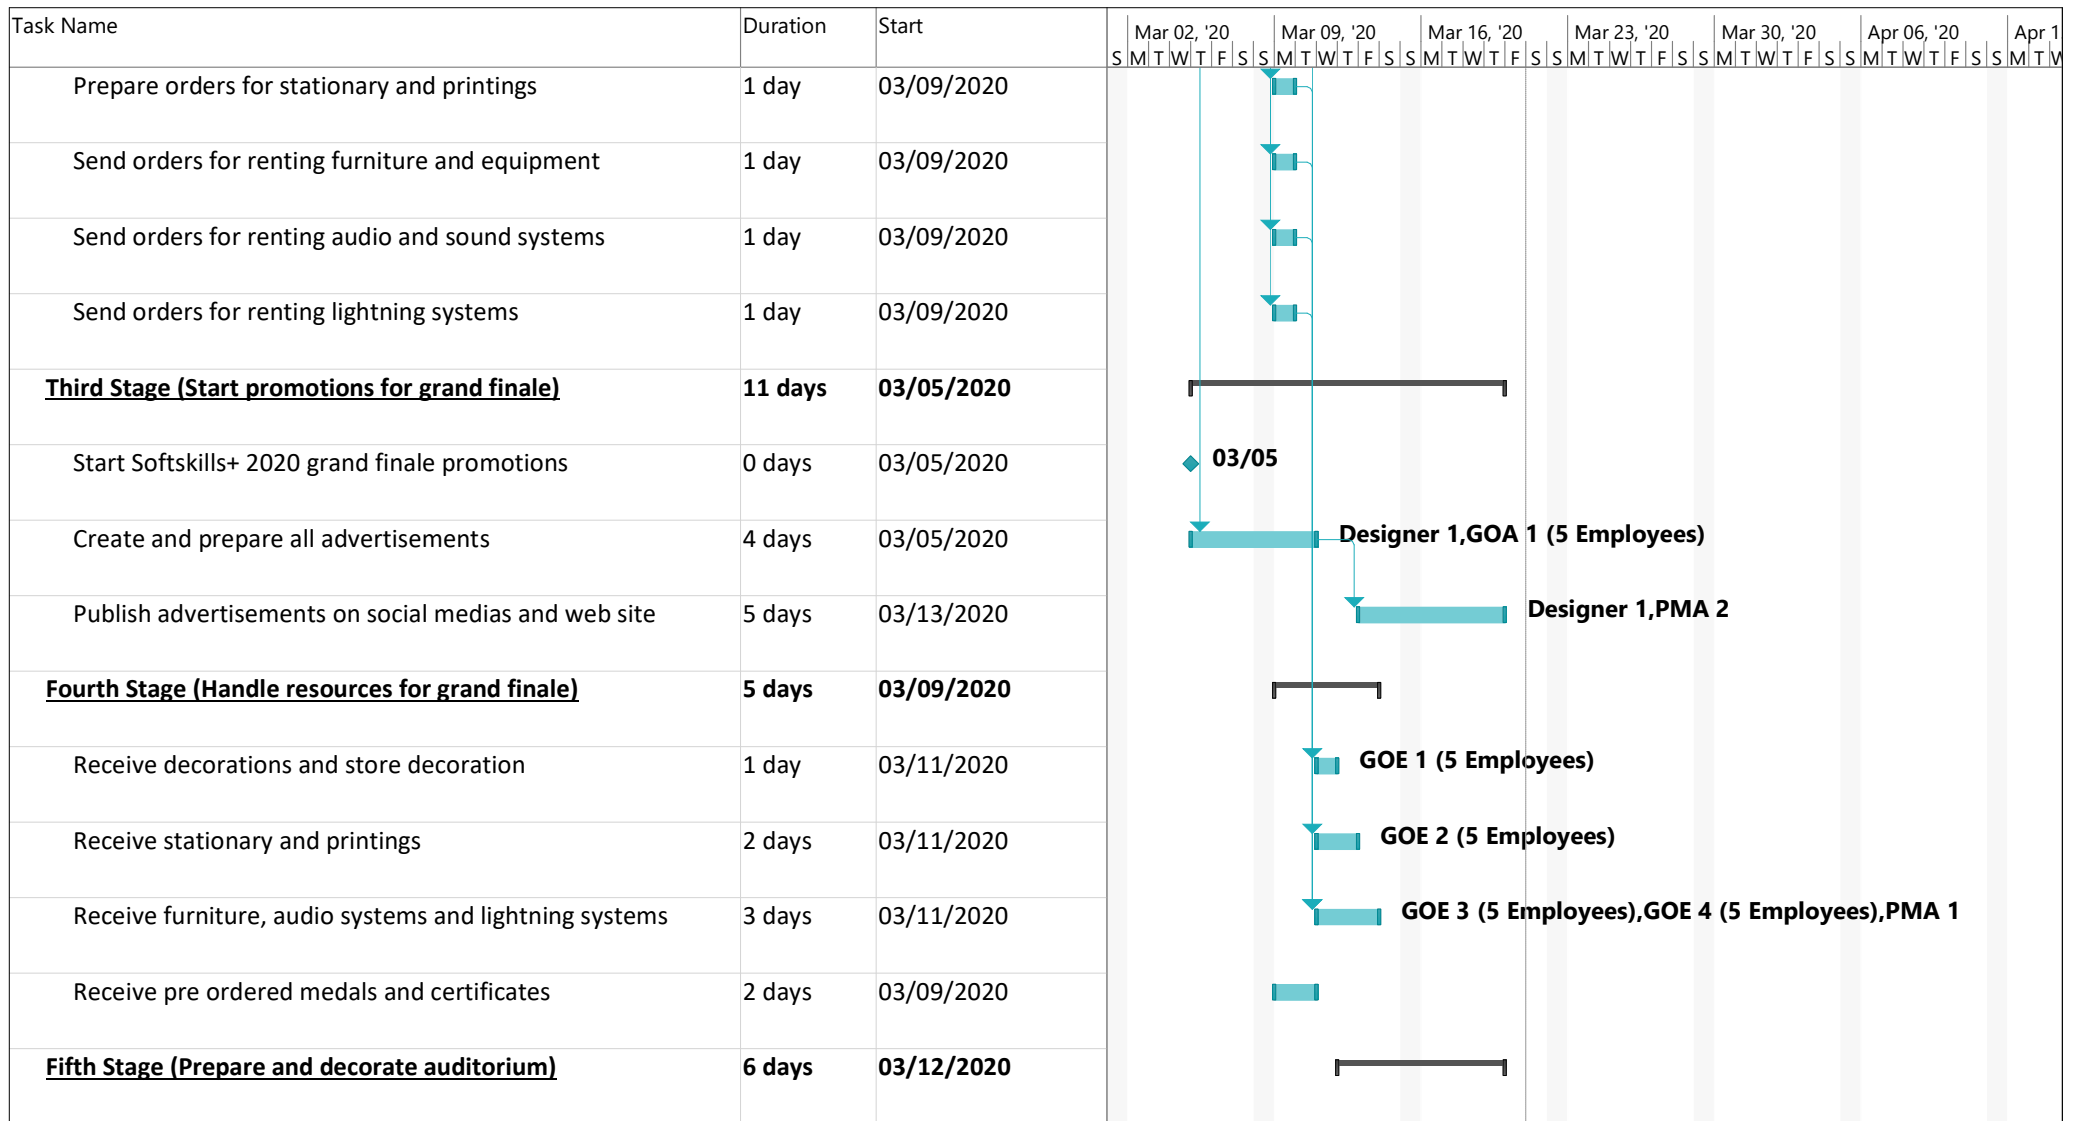 Task Name Duration Start Mar 02, '20 Mar 09, '20 Mar 16, '20 Mar 23, '20 Mar 30, '20 Apr 06, '20 Apr 1
S M T W T F S S M T W T F S S M T W T F S S M T W T F S S M T W T F S S M T W T F S S M T W
Prepare orders for stationary and printings 1 day 03/09/2020
Send orders for renting furniture and equipment 1 day 03/09/2020
Send orders for renting audio and sound systems 1 day 03/09/2020
Send orders for renting lightning systems 1 day 03/09/2020
Third Stage (Start promotions for grand finale) 11 days 03/05/2020
Start Softskills+ 2020 grand finale promotions 0 days 03/05/2020 03/05
Create and prepare all advertisements 4 days 03/05/2020 Designer 1,GOA 1 (5 Employees)
Publish advertisements on social medias and web site 5 days 03/13/2020 Designer 1,PMA 2
Fourth Stage (Handle resources for grand finale) 5 days 03/09/2020
Receive decorations and store decoration 1 day 03/11/2020 GOE 1 (5 Employees)
Receive stationary and printings 2 days 03/11/2020 GOE 2 (5 Employees)
Receive furniture, audio systems and lightning systems 3 days 03/11/2020 GOE 3 (5 Employees),GOE 4 (5 Employees),PMA 1
Receive pre ordered medals and certificates 2 days 03/09/2020
Fifth Stage (Prepare and decorate auditorium) 6 days 03/12/2020